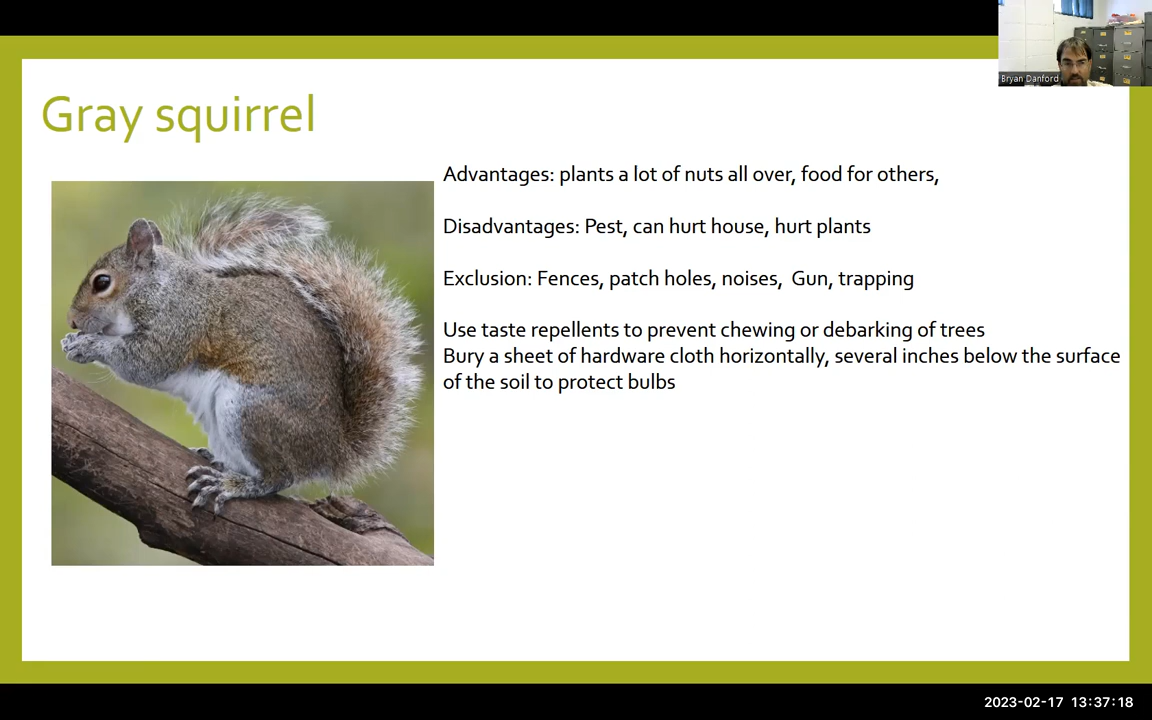 Bryan Danford
Gray squirrel
Advantages: plants a lot of nuts all over, food for others,
Disadvantages: Pest, can hurt house, hurt plants
Exclusion: Fences, patch holes, noises,  Gun, trapping
Use taste repellents to prevent chewing or debarking of trees
Bury a sheet of hardware cloth horizontally, several inches below the surface
of the soil to protect bulbs
2023-02-17 13:37:18